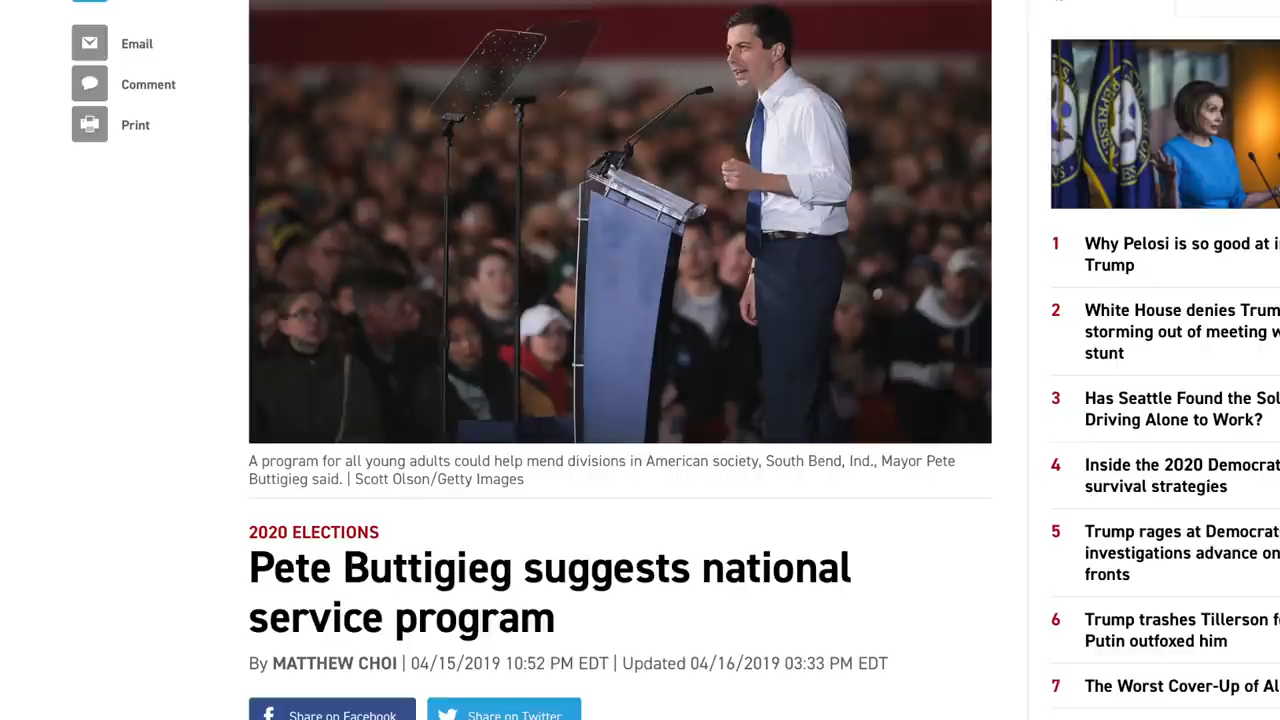 Email
Comment
Print
A program for all young adults could help mend divisions in American society, South Bend, Ind., Mayor Pete
Buttigieg said. | Scott Olson/Getty Images
2020 ELECTIONS
Pete Buttigieg suggests national
service program
By MATTHEW CHOI | 04/15/2019 10:52 PM EDT | Updated 04/16/2019 03:33 PM EDT
Share on Facebook
Share on Twitter
1 Why Pelosi is so good at
Trump
2 White House denies Trum
storming out of meeting
stunt
3 Has Seattle Found the Sol
Driving Alone to Work?
4 Inside the 2020 Democrat
survival strategies
5 Trump rages at Democrat
investigations advance on
fronts
6 Trump trashes Tillerson f
Putin outfoxed him
7 The Worst Cover-Up of Al